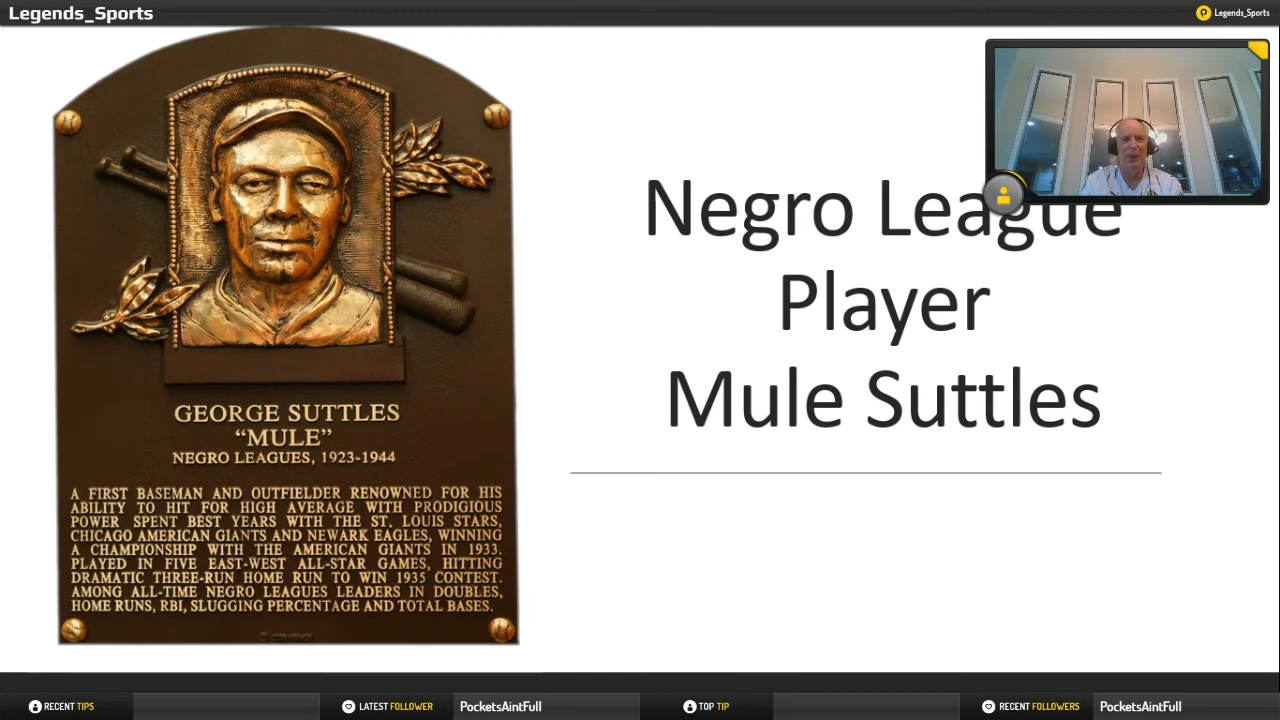 Legends_Sports
Legends_Sports
Negro League
Player
Mule Suttles
GEORGE SUTTLES
“MULE”
NEGRO LEAGUES, 1923-1944
A FIRST BASEMAN AND OUTFIELDER RENOWNED FOR HIS
ABILITY TO HIT FOR HIGH AVERAGE WITH PRODIGIOUS
POWER SPENT BEST YEARS WITH THE ST. LOUIS STARS,
CHICAGO AMERICAN GIANTS AND NEWARK EAGLES, WINNING
A CHAMPIONSHIP WITH THE AMERICAN GIANTS IN 1933.
PLAYED IN FIVE EAST-WEST ALL-STAR GAMES, HITTING
DRAMATIC THREE-RUN HOME RUN TO WIN 1935 CONTEST.
AMONG ALL-TIME NEGRO LEAGUES LEADERS IN DOUBLES,
HOME RUNS, RBI, SLUGGING PERCENTAGE AND TOTAL BASES.
RECENT TIPS
LATEST FOLLOWER
PocketsAintFull
TOP TIP
RECENT FOLLOWERS
PocketsAintFull